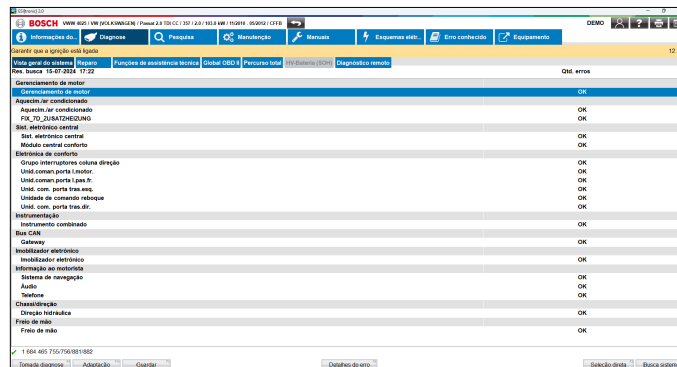 ESI[tronic] 2.0
BOSCH VWW 4025 / VW (VOLKSWAGEN) / Passat 2.0 TDI CC / 357 / 2.0 / 103.0 kW / 11/2010 - 05/2012 / CFFB DEMO ?
Informações do... Diagnose Pesquisa Manutenção Manuais Esquemas elétr... Erro conhecido Equipamento
Garantir que a ignição está ligada 12.
Vista geral do sistema Reparo Funções de assistência técnica Global OBD II Percurso total HV-Bateria (SOH) Diagnóstico remoto
Res. busca 15-07-2024 17:22 Qtd. erros
Gerenciamento de motor
Gerenciamento de motor OK
Aquecim./ar condicionado
Aquecim./ar condicionado OK
FIX_7D_ZUSATZHEIZUNG OK
Sist. eletrônico central
Sist. eletrônico central OK
Módulo central conforto OK
Eletrônica de conforto
Grupo interruptores coluna direção OK
Unid.coman.porta l.motor. OK
Unid.coman.porta l.pas.fr. OK
Unid. com. porta tras.esq. OK
Unidade de comando reboque OK
Unid. com. porta tras.dir. OK
Instrumentação
Instrumento combinado OK
Bus CAN
Gateway OK
Imobilizador eletrônico
Imobilizador eletrônico OK
Informação ao motorista
Sistema de navegação OK
Áudio OK
Telefone OK
Chassi/direção
Direção hidráulica OK
Freio de mão
Freio de mão OK
1 684 465 755/756/881/882
Tomada diagnose Adaptação Guardar Detalhes do erro Seleção direta Busca sistema